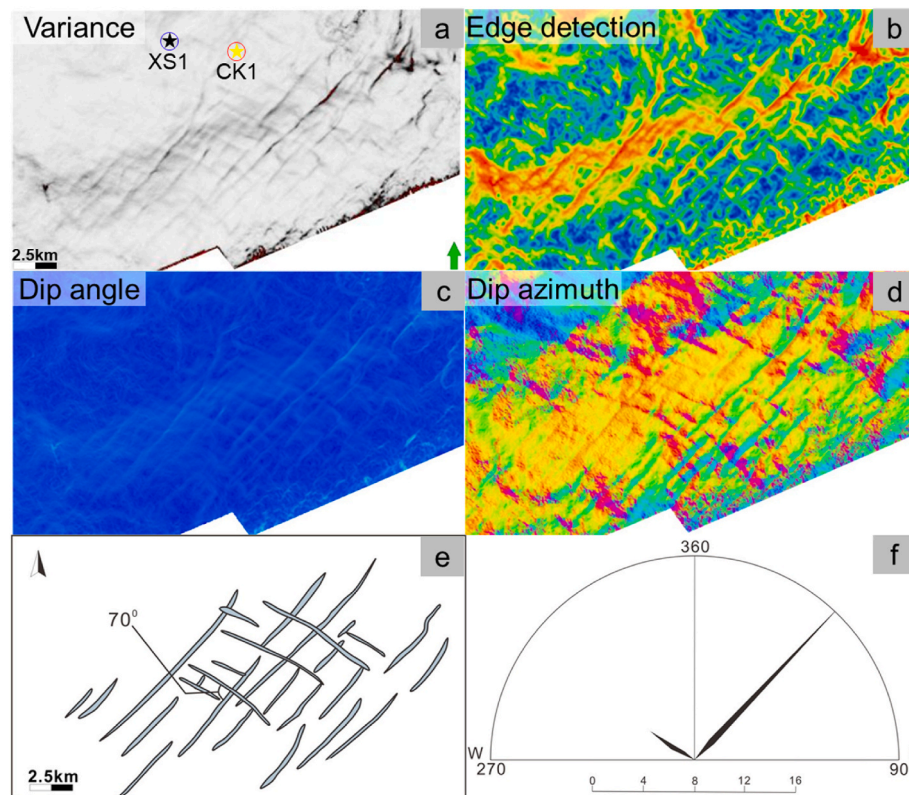 Variance
a
XS1
CK1
2.5km
Edge detection
b
Dip angle
c
Dip azimuth
d
e
70⁰
2.5km
f
360
W
270
90
0 4 8 12 16